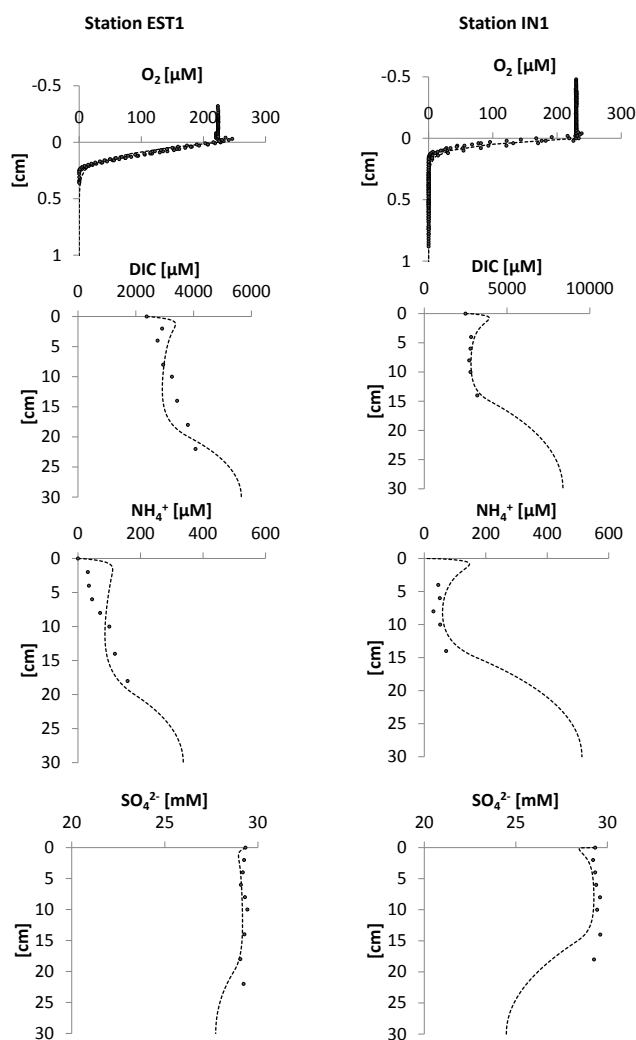 Station EST1 Station IN1
O₂ [µM] O₂ [µM]
-0.5 -0.5
0 100 200 300 0 100 200 300
0 0
[cm] [cm]
0.5 0.5
1 1
DIC [µM] DIC [µM]
0 2000 4000 6000 0 5000 10000
0 0
5 5
10 10
[cm] [cm]
15 15
20 20
25 25
30 30
NH₄⁺ [µM] NH₄⁺ [µM]
0 200 400 600 0 200 400 600
0 0
5 5
10 10
[cm] [cm]
15 15
20 20
25 25
30 30
SO₄²⁻ [mM] SO₄²⁻ [mM]
20 25 30 20 25 30
0 0
5 5
10 10
[cm] [cm]
15 15
20 20
25 25
30 30